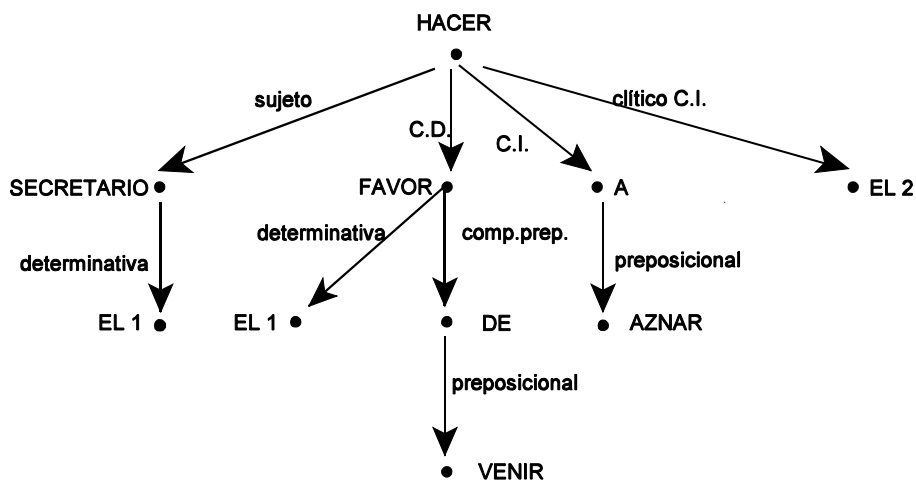 HACER
sujeto
clítico C.I.
C.D.
C.I.
SECRETARIO
FAVOR
A
EL 2
determinativa
comp.prep.
determinativa
preposicional
EL 1
EL 1
DE
AZNAR
preposicional
VENIR